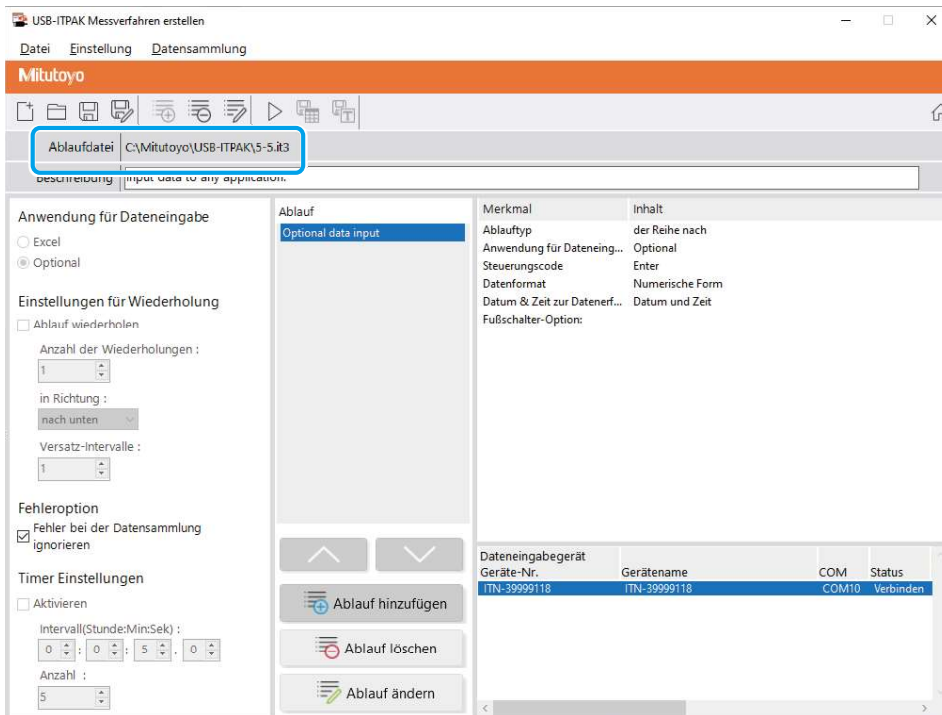 USB-ITPAK Messverfahren erstellen
Datei Einstellung Datensammlung
Mitutoyo
Ablaufdatei C:\Mitutoyo\USB-ITPAK\5-5.it3
Beschreibung Input data to any application.
Anwendung für Dateneingabe
Excel
Optional
Einstellungen für Wiederholung
Ablauf wiederholen
Anzahl der Wiederholungen :
1
in Richtung :
nach unten
Versatz-Intervalle :
1
Fehleroption
Fehler bei der Datensammlung
ignorieren
Timer Einstellungen
Aktivieren
Intervall(Stunde:Min:Sek) :
0 : 0 : 5 . 0
Anzahl :
5
Ablauf
Optional data input
Ablauf hinzufügen
Ablauf löschen
Ablauf ändern
Merkmal Inhalt
Ablauftyp der Reihe nach
Anwendung für Dateneing... Optional
Steuerungscode Enter
Datenformat Numerische Form
Datum & Zeit zur Datenerf... Datum und Zeit
Fußschalter-Option:
Dateneingabegerät
Geräte-Nr. Gerätename COM Status
ITN-39999118 ITN-39999118 COM10 Verbinden